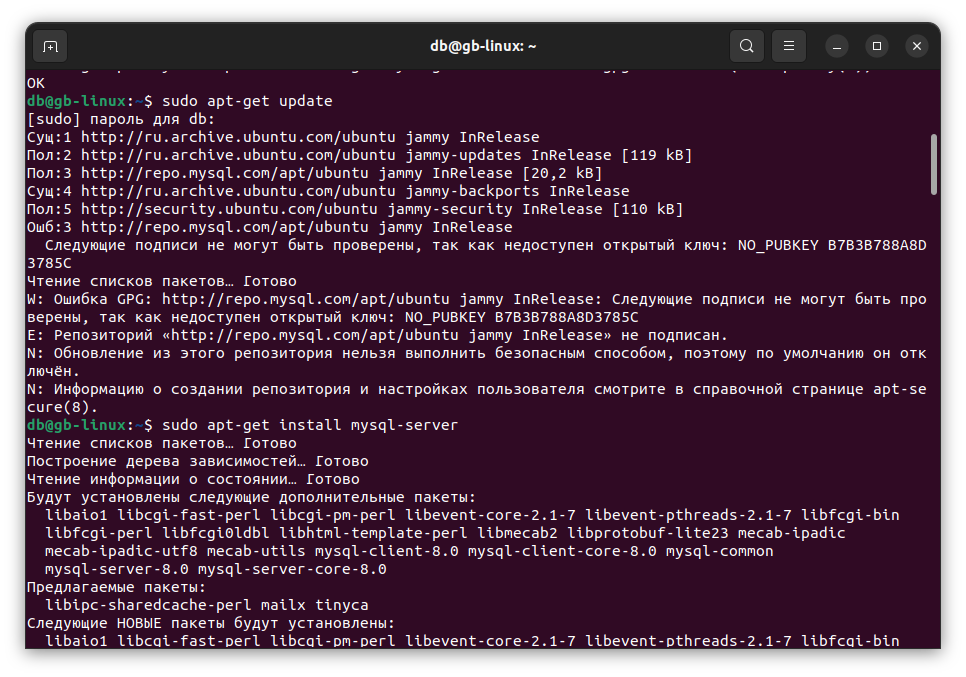 db@gb-linux: ~
OK
db@gb-linux:~$ sudo apt-get update
[sudo] пароль для db:
Сущ:1 http://ru.archive.ubuntu.com/ubuntu jammy InRelease
Пол:2 http://ru.archive.ubuntu.com/ubuntu jammy-updates InRelease [119 kB]
Пол:3 http://repo.mysql.com/apt/ubuntu jammy InRelease [20,2 kB]
Сущ:4 http://ru.archive.ubuntu.com/ubuntu jammy-backports InRelease
Пол:5 http://security.ubuntu.com/ubuntu jammy-security InRelease [110 kB]
Ошб:3 http://repo.mysql.com/apt/ubuntu jammy InRelease
  Следующие подписи не могут быть проверены, так как недоступен открытый ключ: NO_PUBKEY B7B3B788A8D
3785C
Чтение списков пакетов… Готово
W: Ошибка GPG: http://repo.mysql.com/apt/ubuntu jammy InRelease: Следующие подписи не могут быть про
верены, так как недоступен открытый ключ: NO_PUBKEY B7B3B788A8D3785C
E: Репозиторий «http://repo.mysql.com/apt/ubuntu jammy InRelease» не подписан.
N: Обновление из этого репозитория нельзя выполнить безопасным способом, поэтому по умолчанию он отк
лючён.
N: Информацию о создании репозитория и настройках пользователя смотрите в справочной странице apt-se
cure(8).
db@gb-linux:~$ sudo apt-get install mysql-server
Чтение списков пакетов… Готово
Построение дерева зависимостей… Готово
Чтение информации о состоянии… Готово
Будут установлены следующие дополнительные пакеты:
  libaio1 libcgi-fast-perl libcgi-pm-perl libevent-core-2.1-7 libevent-pthreads-2.1-7 libfcgi-bin
  libfcgi-perl libfcgi0ldbl libhtml-template-perl libmecab2 libprotobuf-lite23 mecab-ipadic
  mecab-ipadic-utf8 mecab-utils mysql-client-8.0 mysql-client-core-8.0 mysql-common
  mysql-server-8.0 mysql-server-core-8.0
Предлагаемые пакеты:
  libipc-sharedcache-perl mailx tinyca
Следующие НОВЫЕ пакеты будут установлены:
  libaio1 libcgi-fast-perl libcgi-pm-perl libevent-core-2.1-7 libevent-pthreads-2.1-7 libfcgi-bin